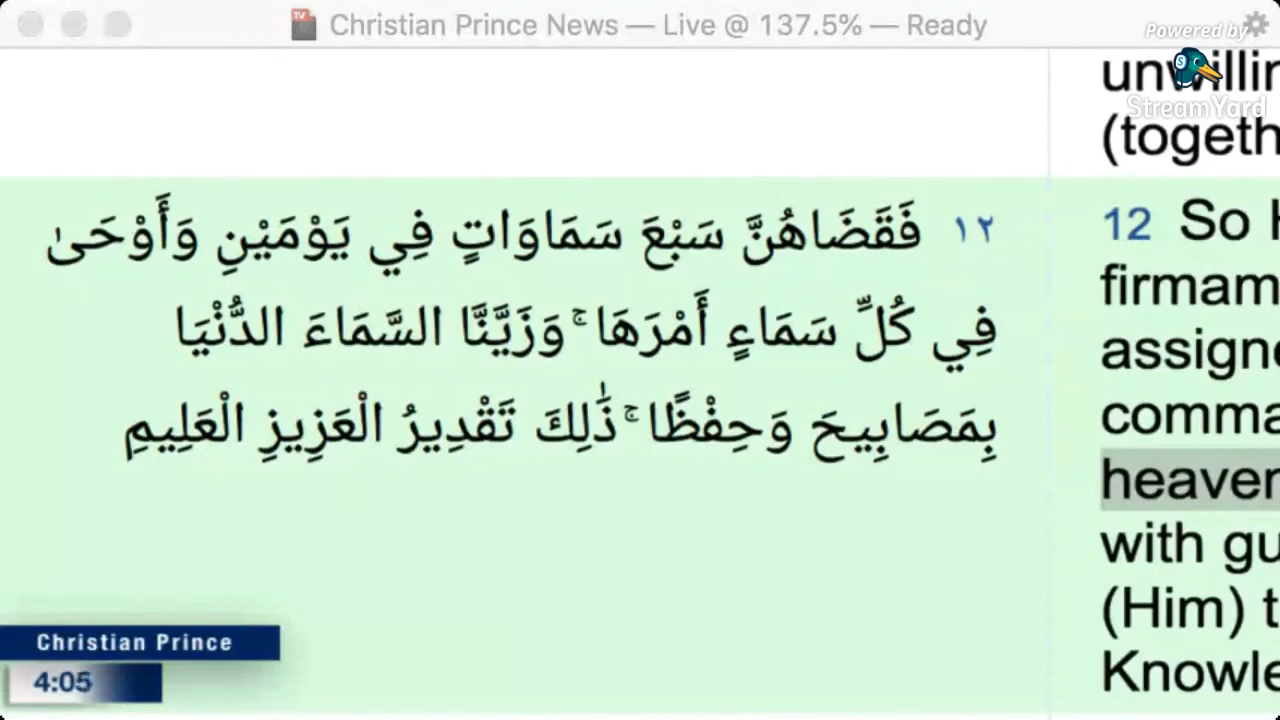 Christian Prince News — Live @ 137.5% — Ready
Powered by
StreamYard
(togeth
١٢ فَقَضَاهُنَّ سَبْعَ سَمَاوَاتٍ فِي يَوْمَيْنِ وَأَوْحَىٰ
فِي كُلِّ سَمَاءٍ أَمْرَهَا ۚ وَزَيَّنَّا السَّمَاءَ الدُّنْيَا
بِمَصَابِيحَ وَحِفْظًا ۚ ذَٰلِكَ تَقْدِيرُ الْعَزِيزِ الْعَلِيمِ
12 So h
firmam
assigne
comma
heaven
with gu
(Him) t
Knowle
Christian Prince
4:05